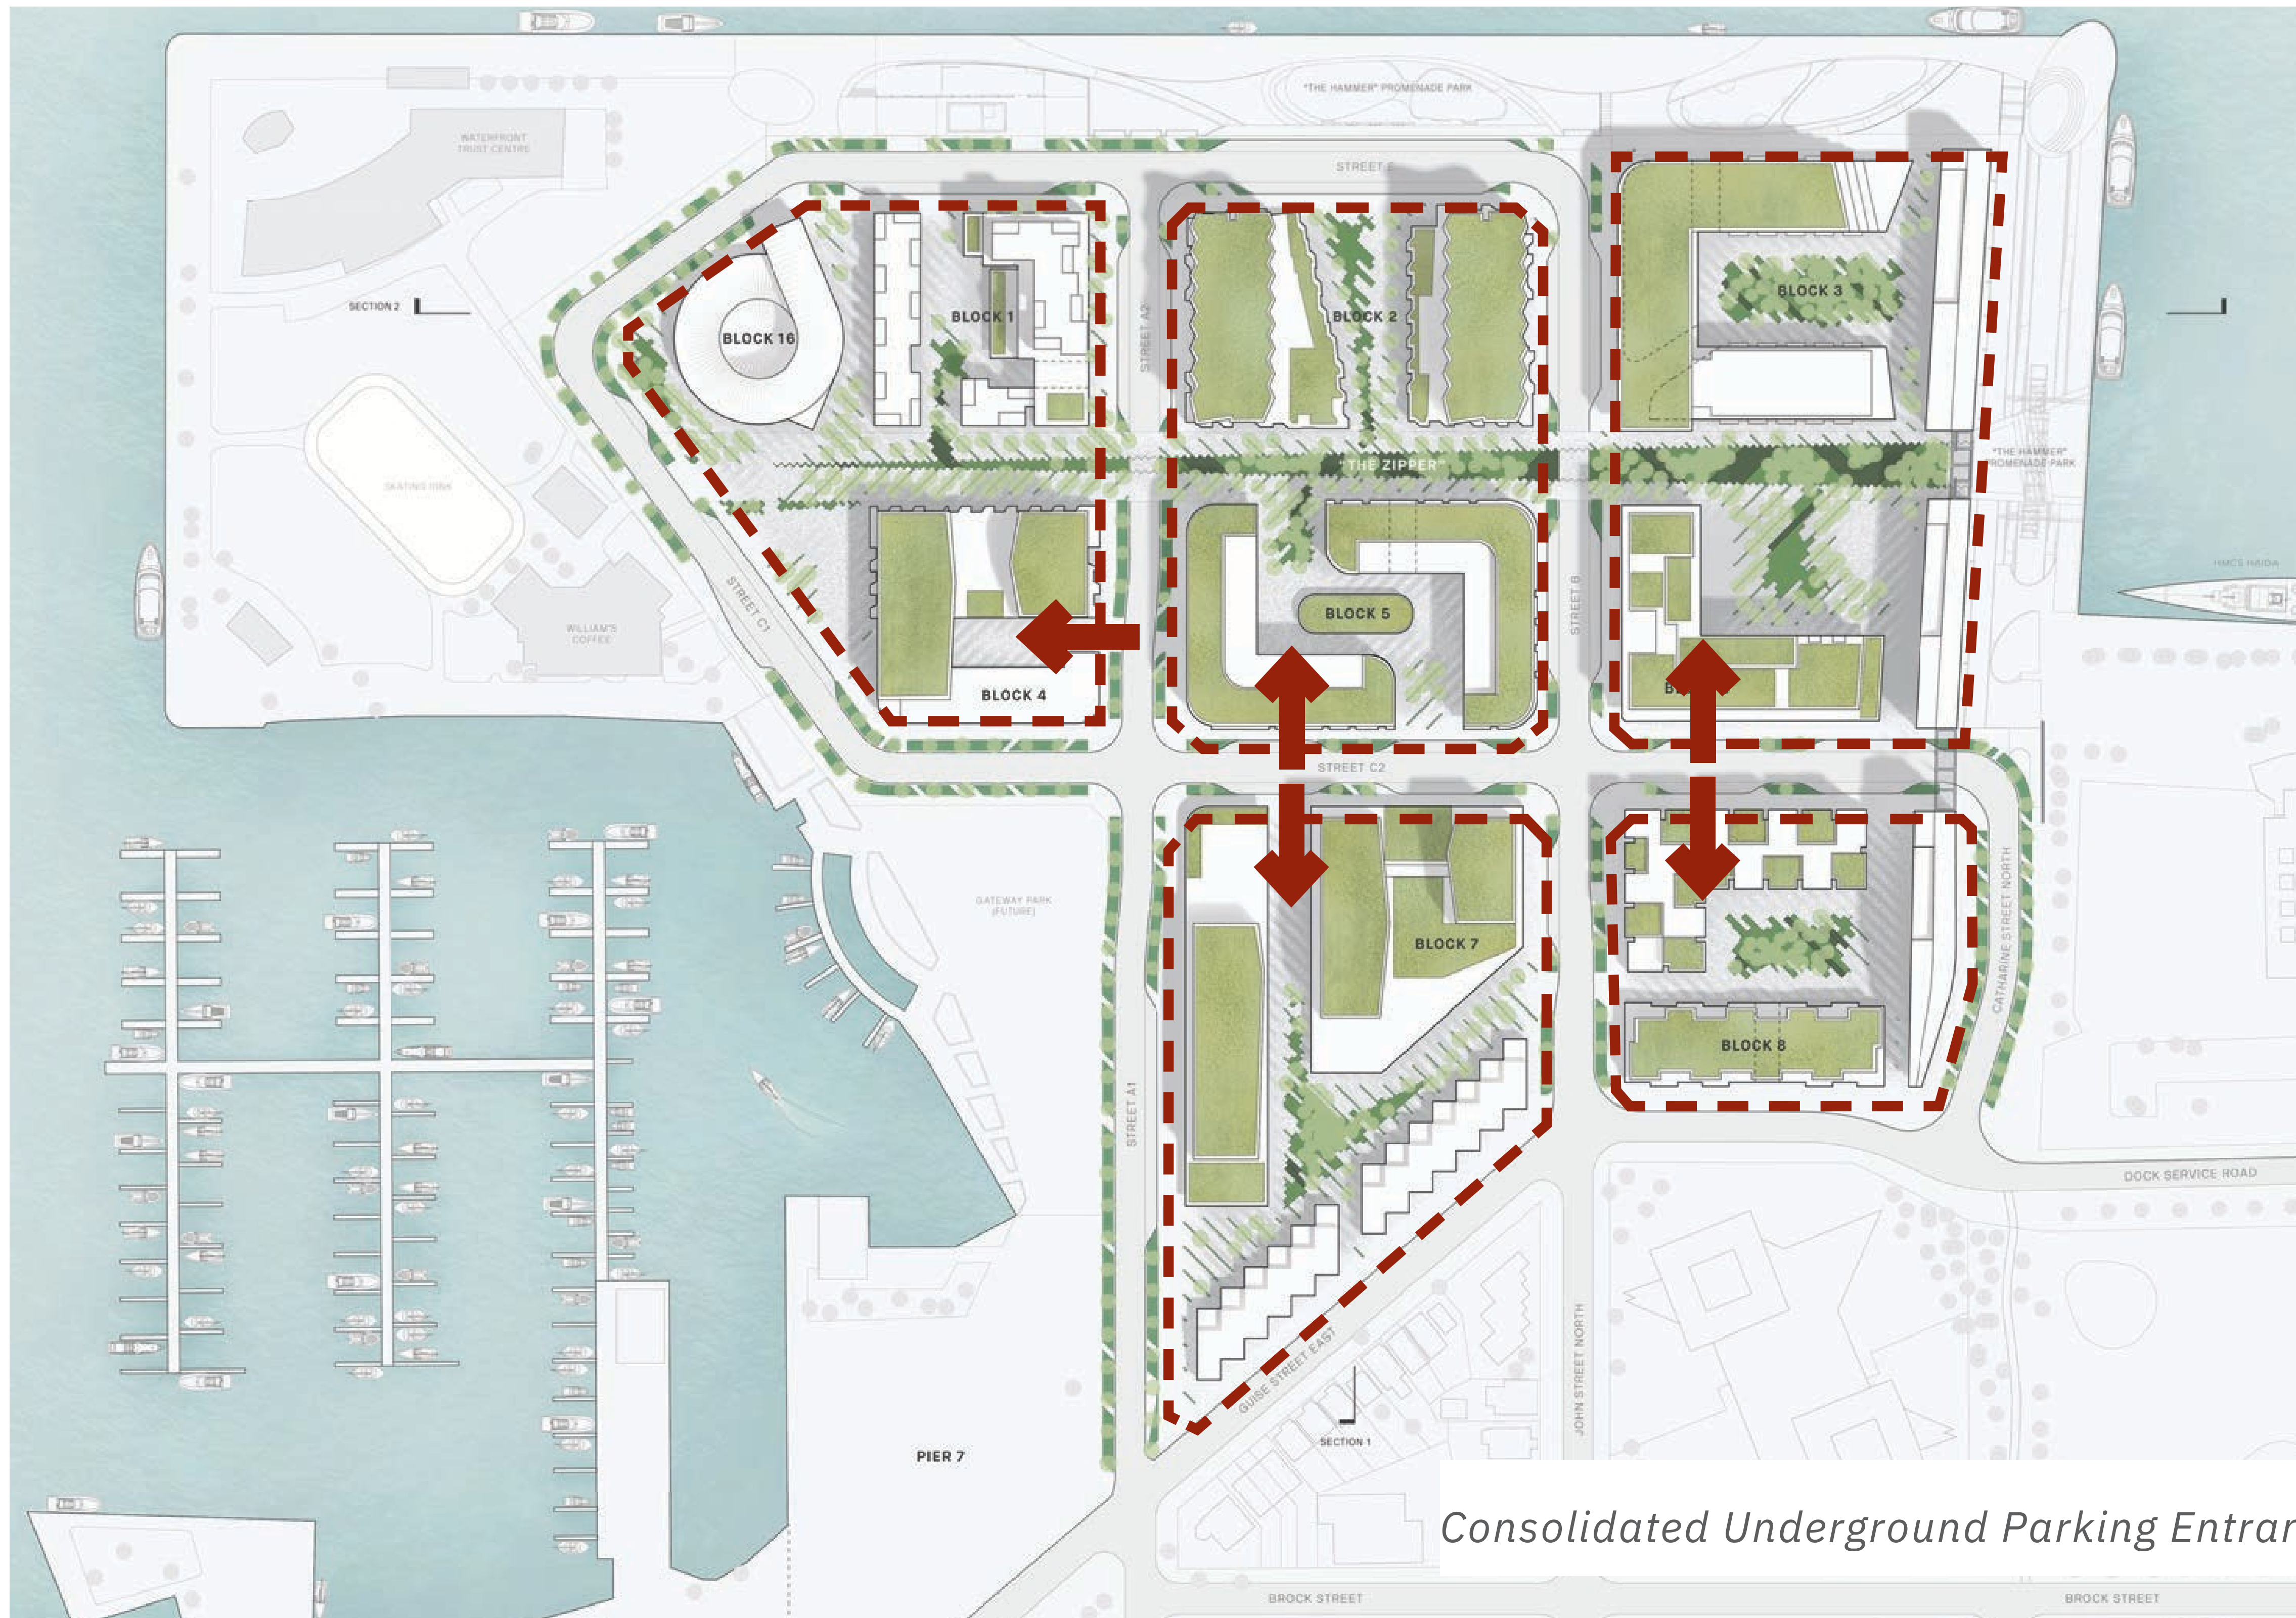 "THE HAMMER" PROMENADE PARK
WATERFRONT
TRUST CENTRE
STREET E
SECTION 2
BLOCK 16
BLOCK 1
STREET A2
BLOCK 2
BLOCK 3
"THE ZIPPER"
"THE HAMMER"
PROMENADE PARK
SKATING RINK
HMCS HAIDA
STREET C1
WILLIAM'S
COFFEE
BLOCK 5
STREET B
BLOCK 4
STREET C2
GATEWAY PARK
(FUTURE)
BLOCK 7
CATHARINE STREET NORTH
BLOCK 8
STREET A1
DOCK SERVICE ROAD
GUISE STREET EAST
JOHN STREET NORTH
SECTION 1
PIER 7
Consolidated Underground Parking
BROCK STREET
BROCK STREET